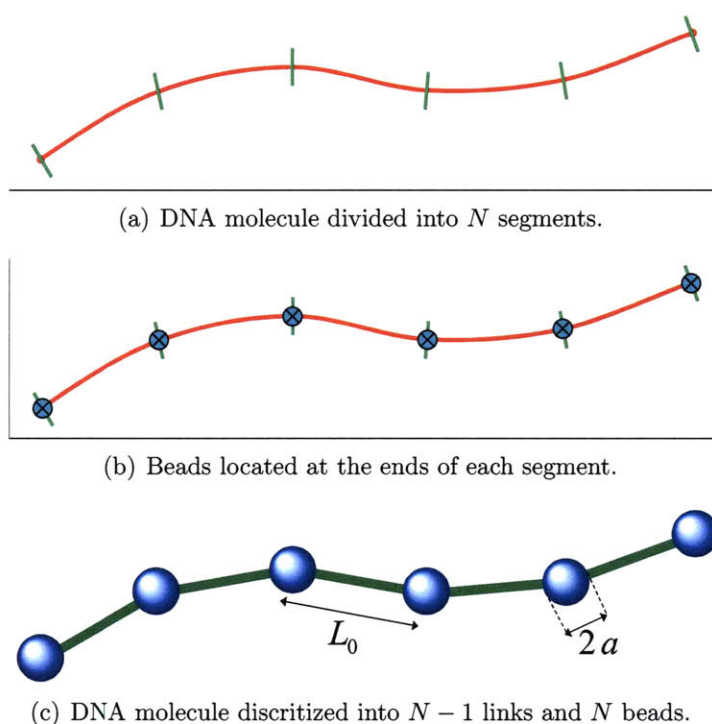 (a) DNA molecule divided into N segments.
(b) Beads located at the ends of each segment.
L₀
2a
(c) DNA molecule discritized into N − 1 links and N beads.